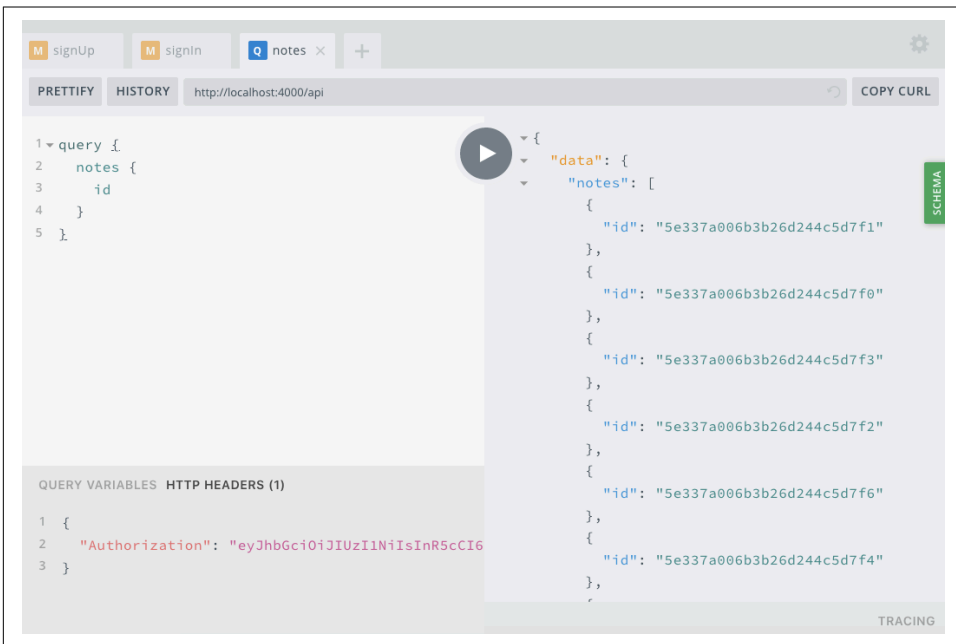 M signUp M signIn Q notes × +
PRETTIFY HISTORY http://localhost:4000/api COPY CURL
1 query {
2 notes {
3 id
4 }
5 }
QUERY VARIABLES HTTP HEADERS (1)
1 {
2 "Authorization": "eyJhbGciOiJIUzI1NiIsInR5cCI6
3 }
{
"data": {
"notes": [
{
"id": "5e337a006b3b26d244c5d7f1"
},
{
"id": "5e337a006b3b26d244c5d7f0"
},
{
"id": "5e337a006b3b26d244c5d7f3"
},
{
"id": "5e337a006b3b26d244c5d7f2"
},
{
"id": "5e337a006b3b26d244c5d7f6"
},
{
"id": "5e337a006b3b26d244c5d7f4"
},
{
SCHEMA
TRACING